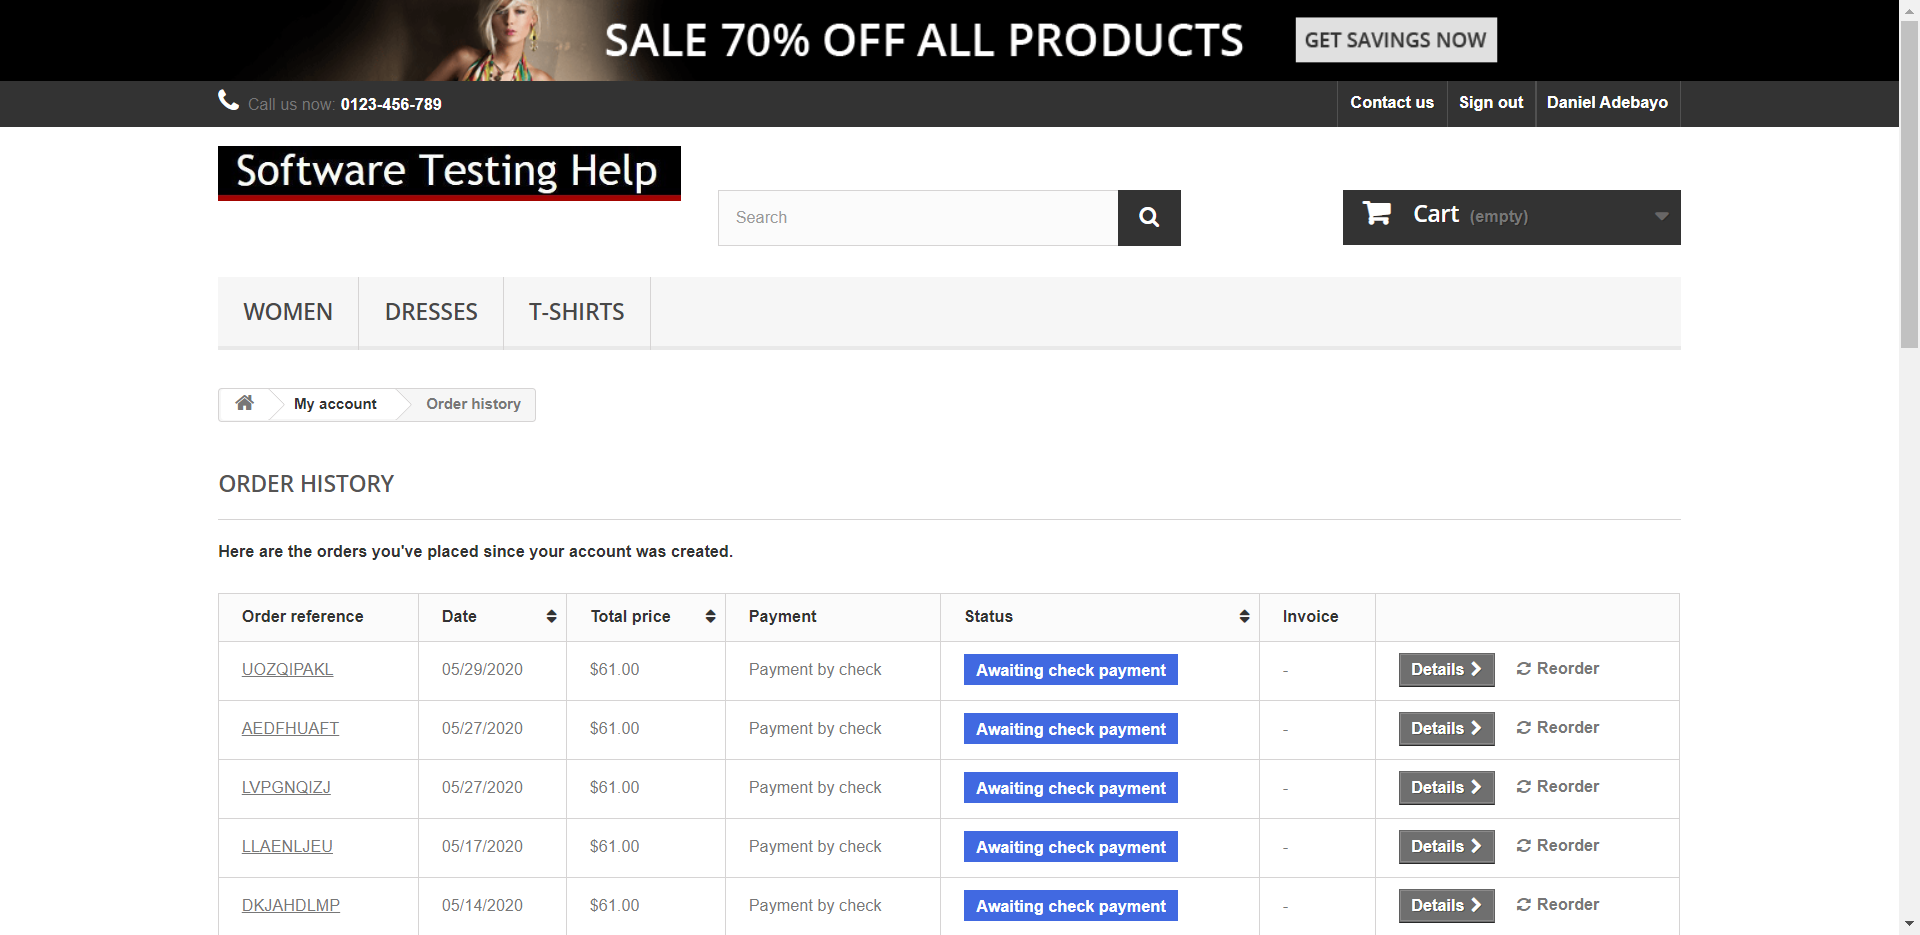 SALE 70% OFF ALL PRODUCTS GET SAVINGS NOW
Call us now: 0123-456-789 Contact us Sign out Daniel Adebayo
Software Testing Help
Search Cart (empty)
WOMEN DRESSES T-SHIRTS
My account Order history
ORDER HISTORY
Here are the orders you've placed since your account was created.
Order reference Date Total price Payment Status Invoice
UOZQIPAKL 05/29/2020 $61.00 Payment by check Awaiting check payment - Details Reorder
AEDFHUAFT 05/27/2020 $61.00 Payment by check Awaiting check payment - Details Reorder
LVPGNQIZJ 05/27/2020 $61.00 Payment by check Awaiting check payment - Details Reorder
LLAENLJEU 05/17/2020 $61.00 Payment by check Awaiting check payment - Details Reorder
DKJAHDLMP 05/14/2020 $61.00 Payment by check Awaiting check payment - Details Reorder